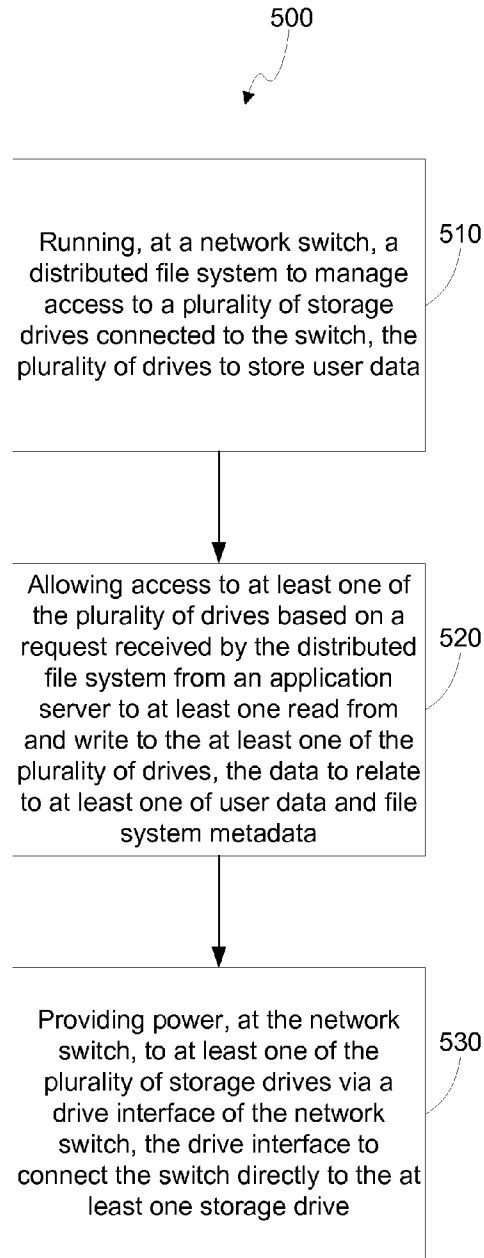 500
Running, at a network switch, a
distributed file system to manage
access to a plurality of storage
drives connected to the switch, the
plurality of drives to store user data
510
Allowing access to at least one of
the plurality of drives based on a
request received by the distributed
file system from an application
server to at least one read from
and write to the at least one of the
plurality of drives, the data to relate
to at least one of user data and file
system metadata
520
Providing power, at the network
switch, to at least one of the
plurality of storage drives via a
drive interface of the network
switch, the drive interface to
connect the switch directly to the at
least one storage drive
530